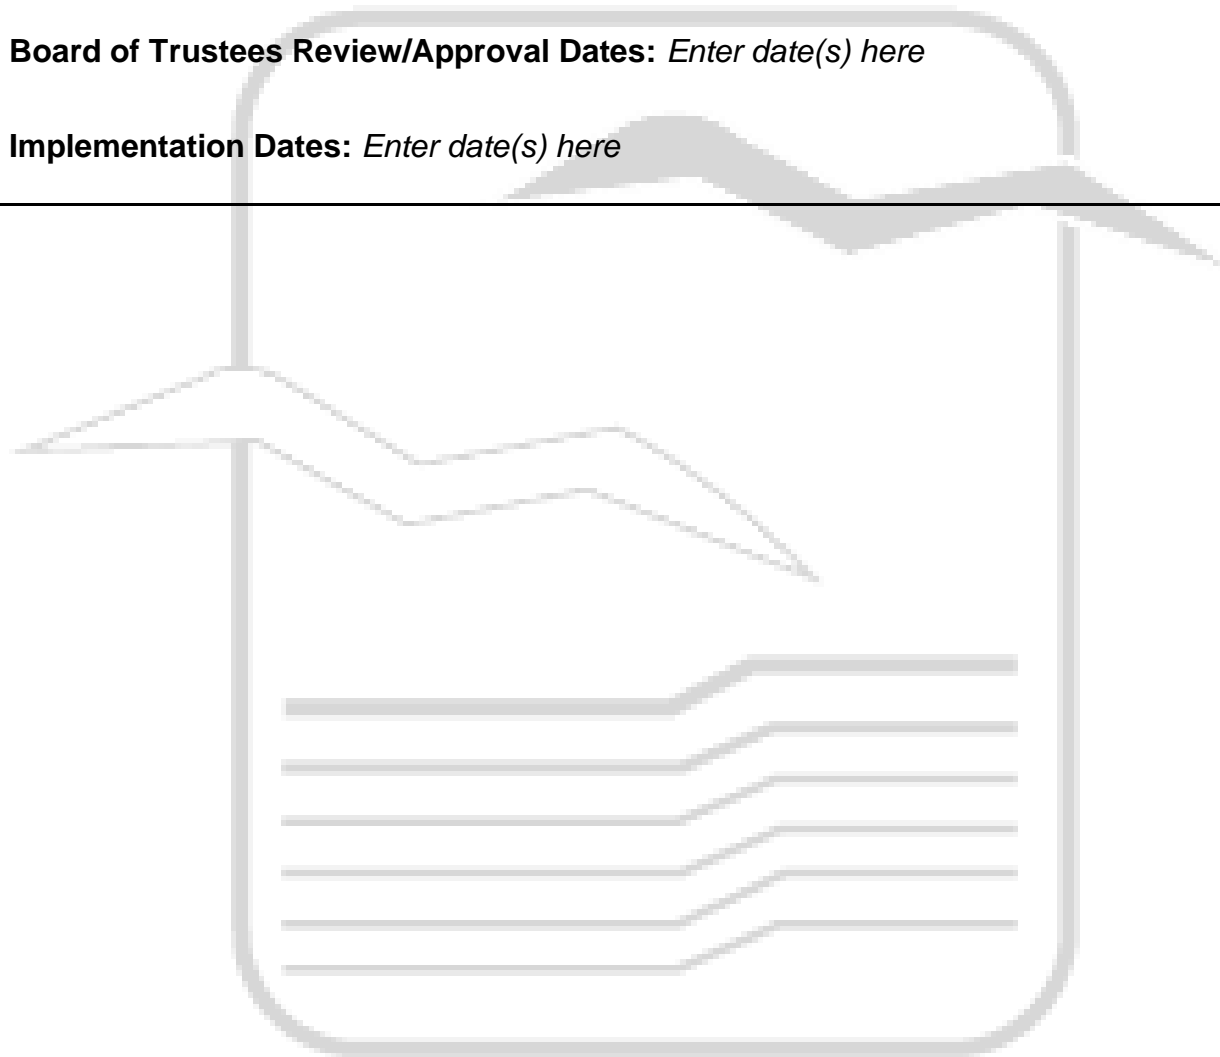 Board of Trustees Review/Approval Dates: Enter date(s) here
Implementation Dates: Enter date(s) here